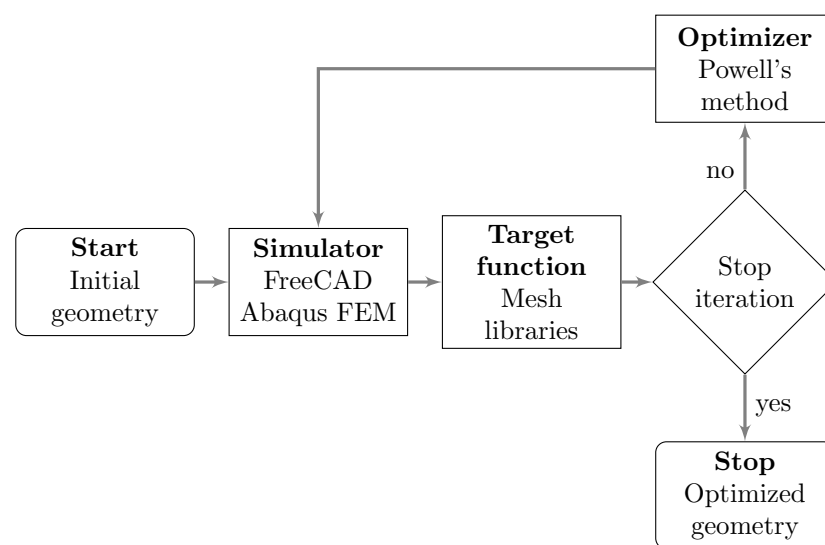 Optimizer
Powell's
method
no
Start
Initial
geometry
Simulator
FreeCAD
Abaqus FEM
Target
function
Mesh
libraries
Stop
iteration
yes
Stop
Optimized
geometry